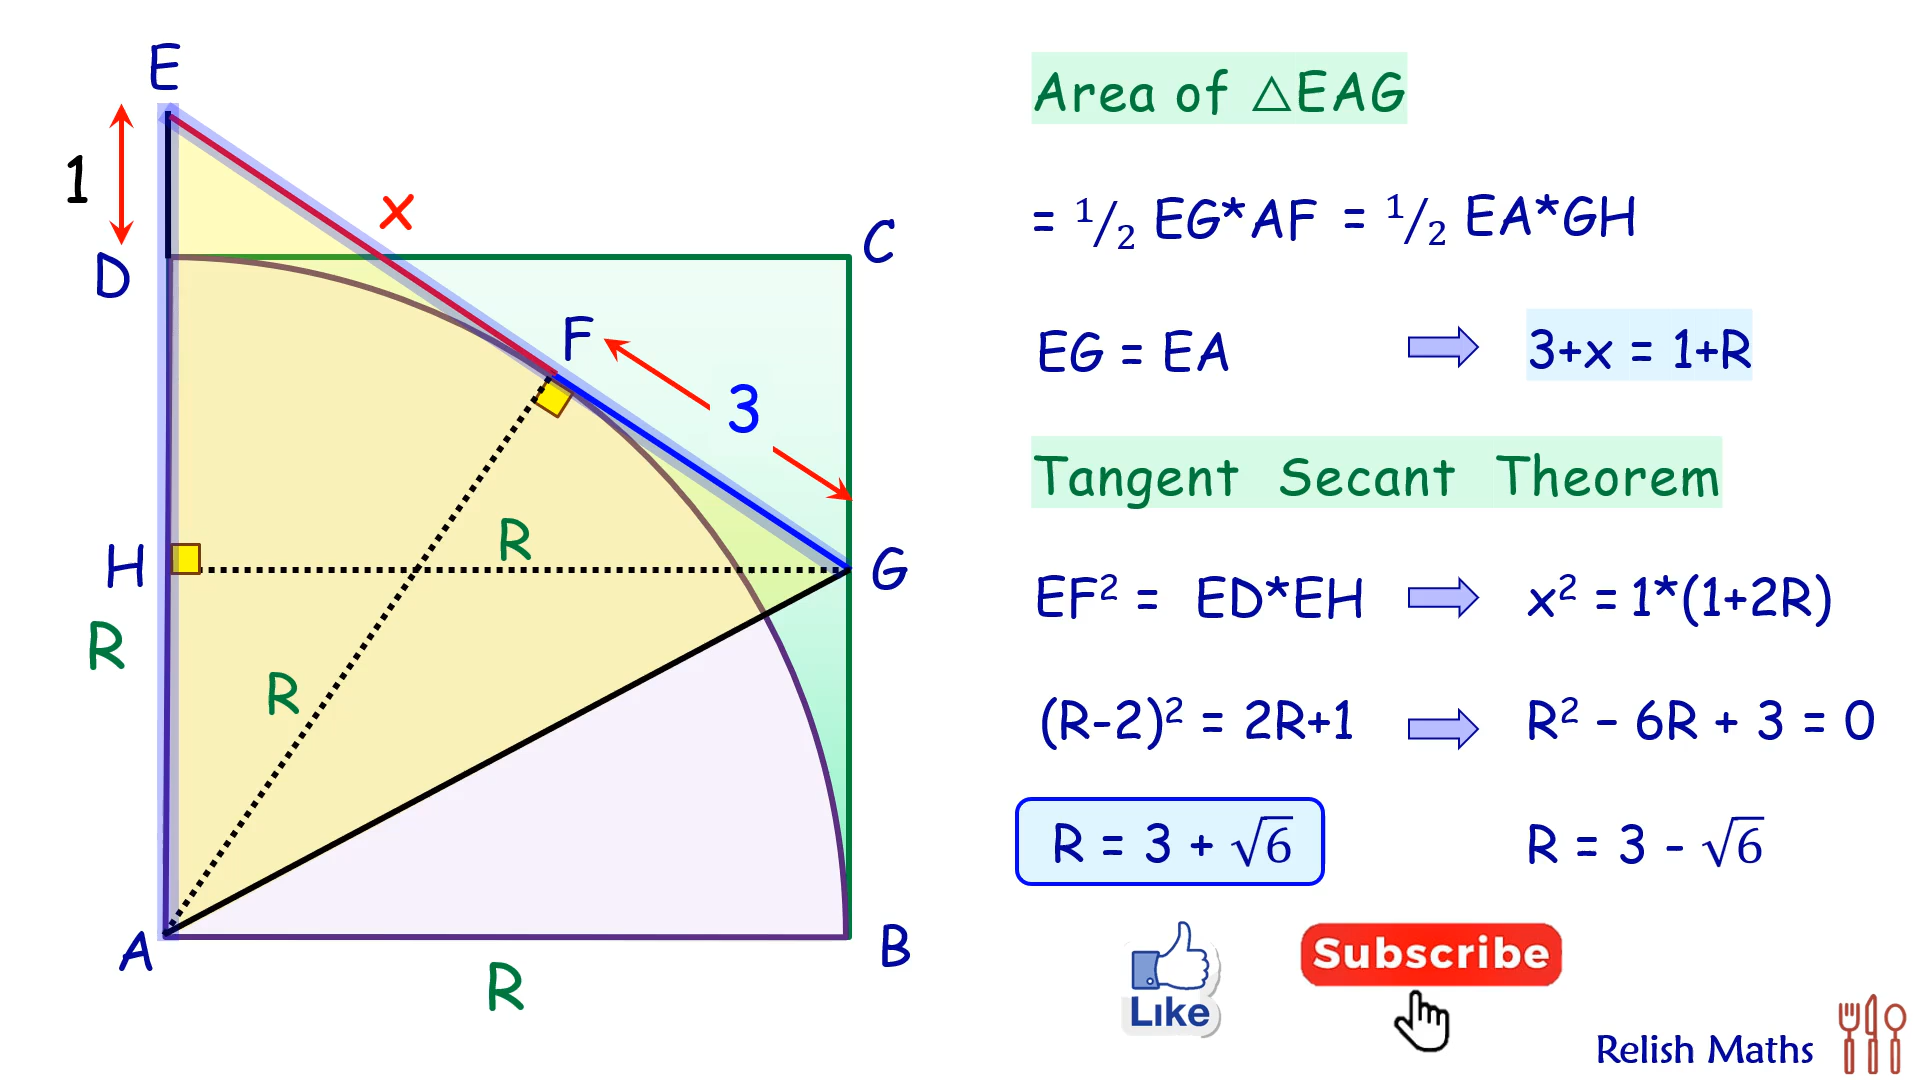 E
1
x
D
C
F
3
H
R
G
R
R
A
B
R
Area of △EAG
= 1/2 EG*AF = 1/2 EA*GH
EG = EA ⇨ 3+x = 1+R
Tangent Secant Theorem
EF² = ED*EH ⇨ x² = 1*(1+2R)
(R-2)² = 2R+1 ⇨ R² – 6R + 3 = 0
R = 3 + √6 R = 3 - √6
Like
Subscribe
Relish Maths